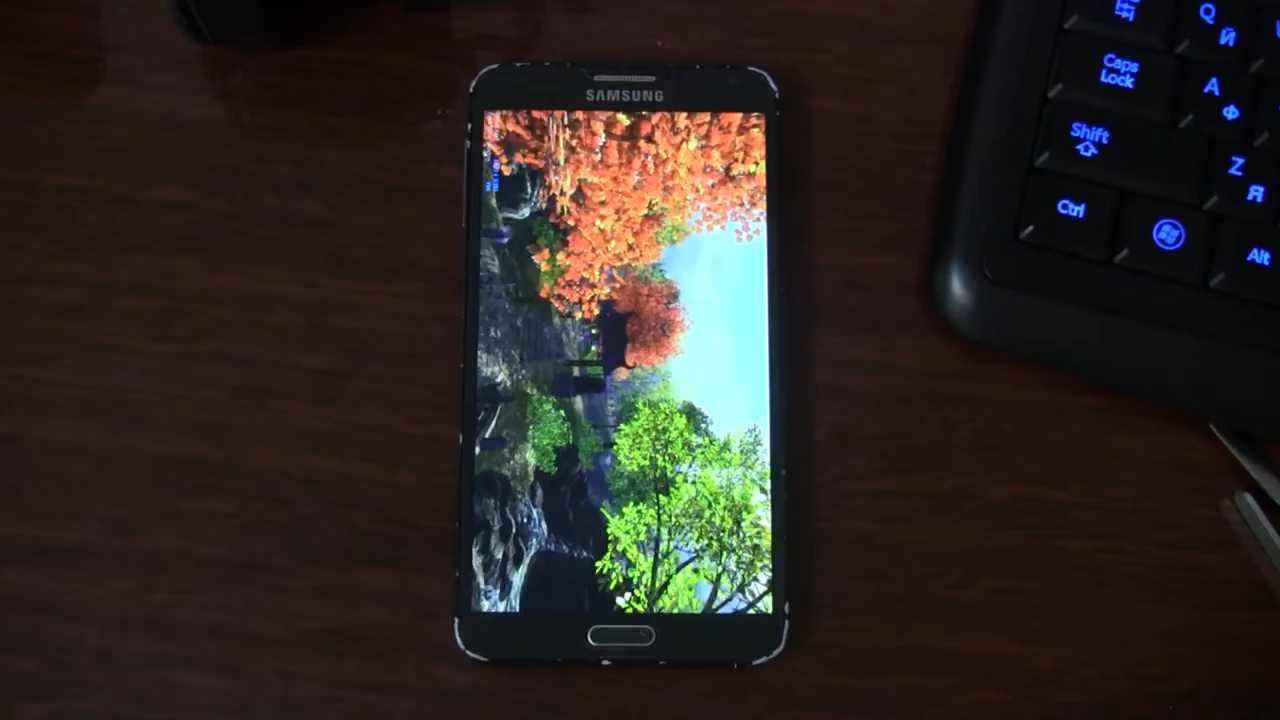 SAMSUNG
Q
Й
Caps
Lock
A
Ф
Shift
Z
Я
Ctrl
Alt